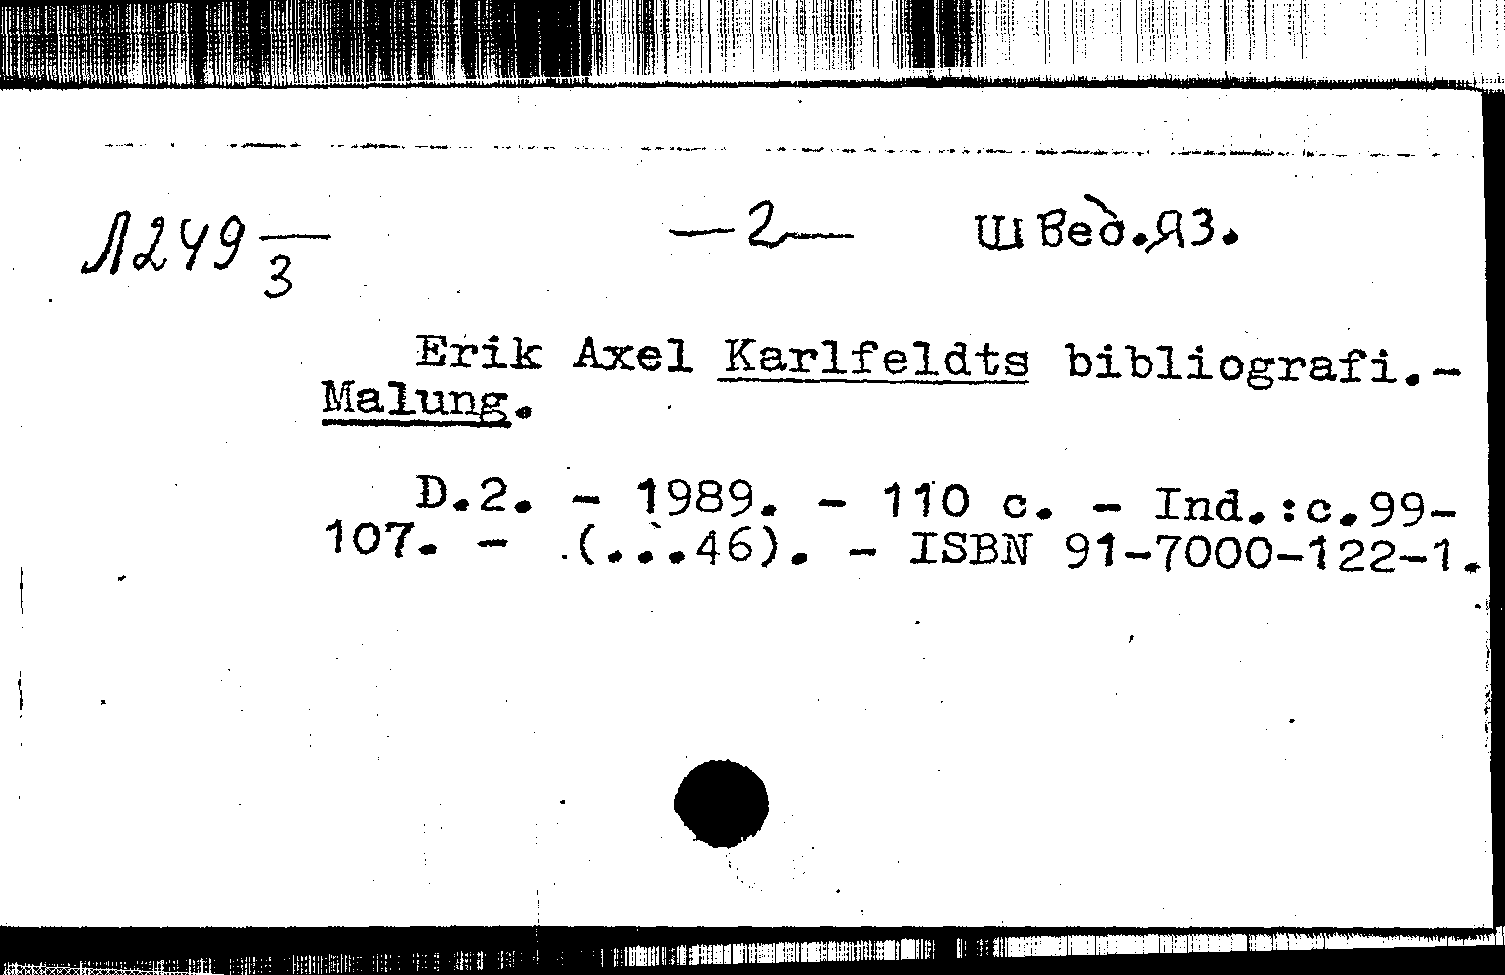 Л249 — —2— Швед.яз.
3
Erik Axel Karlfeldts bibliografi.-
Malung.
D.2. - 1989. - 110 с. - Ind.:с.99-
107. - (...46). - ISBN 91-7000-122-1.